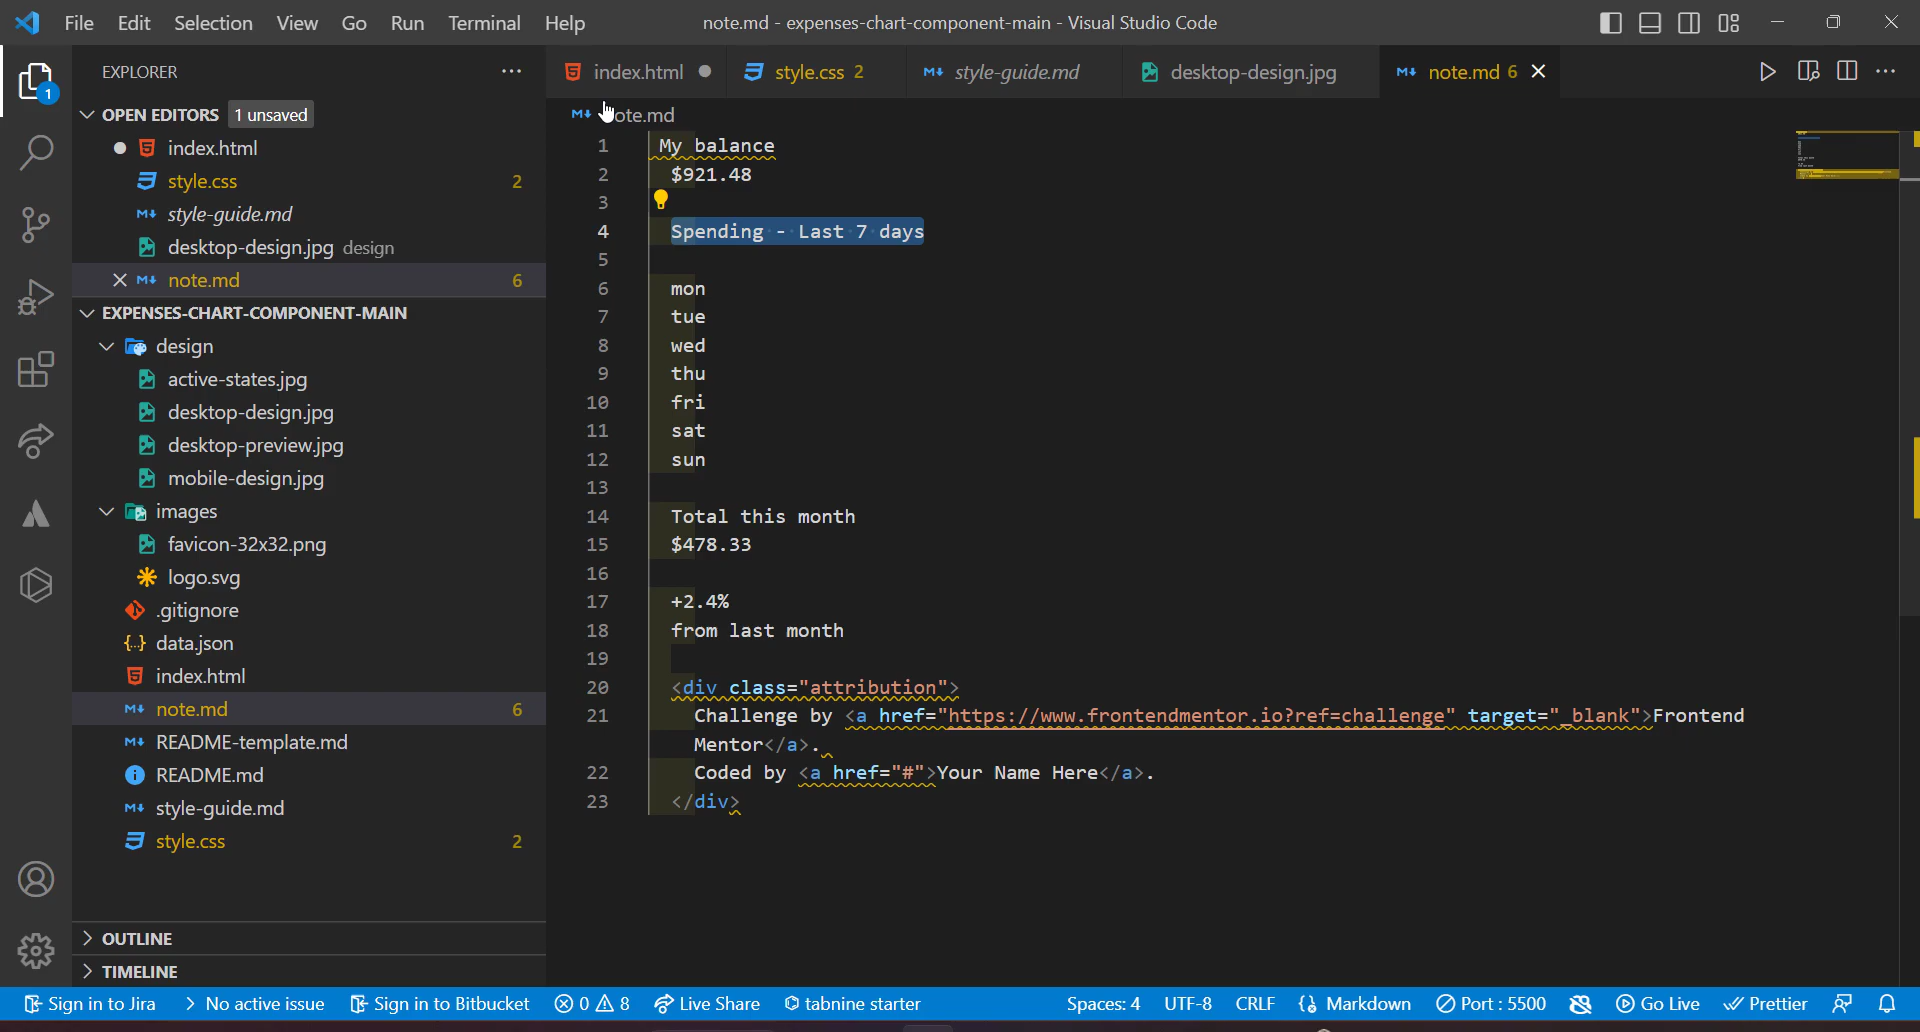 File Edit Selection View Go Run Terminal Help note.md - expenses-chart-component-main - Visual Studio Code
EXPLORER
index.html style.css 2 style-guide.md desktop-design.jpg note.md 6
1
OPEN EDITORS 1 unsaved
index.html
style.css 2
style-guide.md
desktop-design.jpg design
note.md 6
EXPENSES-CHART-COMPONENT-MAIN
design
active-states.jpg
desktop-design.jpg
desktop-preview.jpg
mobile-design.jpg
images
favicon-32x32.png
logo.svg
.gitignore
data.json
index.html
note.md 6
README-template.md
README.md
style-guide.md
style.css 2
OUTLINE
TIMELINE
ote.md
1 My balance
2 $921.48
3
4 Spending - Last 7 days
5
6 mon
7 tue
8 wed
9 thu
10 fri
11 sat
12 sun
13
14 Total this month
15 $478.33
16
17 +2.4%
18 from last month
19
20 <div class="attribution">
21 Challenge by <a href="https://www.frontendmentor.io?ref=challenge" target="_blank">Frontend
Mentor</a>.
22 Coded by <a href="#">Your Name Here</a>.
23 </div>
Sign in to Jira No active issue Sign in to Bitbucket 0 8 Live Share tabnine starter Spaces: 4 UTF-8 CRLF Markdown Port : 5500 Go Live Prettier